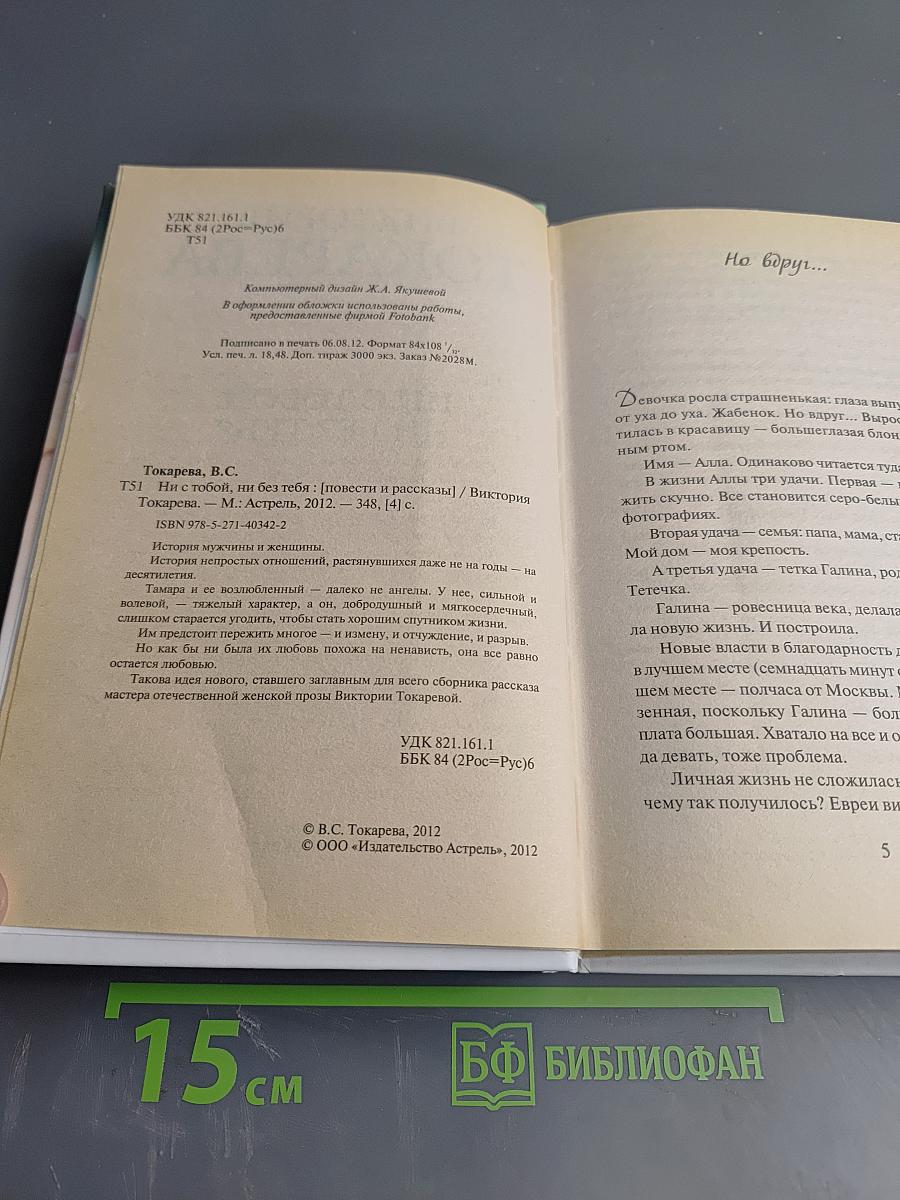 УДК 821.161.1
ББК 84 (2Рос=Рус)6
Т51
Компьютерный дизайн Ж.А. Якушевой
В оформлении обложки использованы работы,
предоставленные фирмой Fotobank
Подписано в печать 06.08.12. Формат 84x108 1/32.
Усл. печ. л. 18,48. Доп. тираж 3000 экз. Заказ №2028М.
Токарева, В.С.
Т51 Ни с тобой, ни без тебя : [повести и рассказы] / Виктория
Токарева. — М.: Астрель, 2012. — 348, [4] с.
ISBN 978-5-271-40342-2
История мужчины и женщины.
История непростых отношений, растянувшихся даже не на годы — на
десятилетия.
Тамара и ее возлюбленный — далеко не ангелы. У нее, сильной и
волевой, — тяжелый характер, а он, добродушный и мягкосердечный,
слишком старается угодить, чтобы стать хорошим спутником жизни.
Им предстоит пережить многое — и измену, и отчуждение, и разрыв.
Но как бы ни была их любовь похожа на ненависть, она все равно
остается любовью.
Такова идея нового, ставшего заглавным для всего сборника рассказа
мастера отечественной женской прозы Виктории Токаревой.
УДК 821.161.1
ББК 84 (2Рос=Рус)6
© В.С. Токарева, 2012
© ООО «Издательство Астрель», 2012
Но вдруг...
Девочка росла страшненькая: глаза выпу
от уха до уха. Жабенок. Но вдруг... Вырос
тилась в красавицу — большеглазая блон
ным ртом.
Имя — Алла. Одинаково читается туда
В жизни Аллы три удачи. Первая —
жить скучно. Все становится серо-белы
фотографиях.
Вторая удача — семья: папа, мама, ста
Мой дом — моя крепость.
А третья удача — тетка Галина, род
Тетечка.
Галина — ровесница века, делала
ла новую жизнь. И построила.
Новые власти в благодарность д
в лучшем месте (семнадцать минут о
шем месте — полчаса от Москвы.
зенная, поскольку Галина — бол
плата большая. Хватало на все и о
да девать, тоже проблема.
Личная жизнь не сложилась
чему так получилось? Евреи ви
5
15 см
БФ БИБЛИОФАН